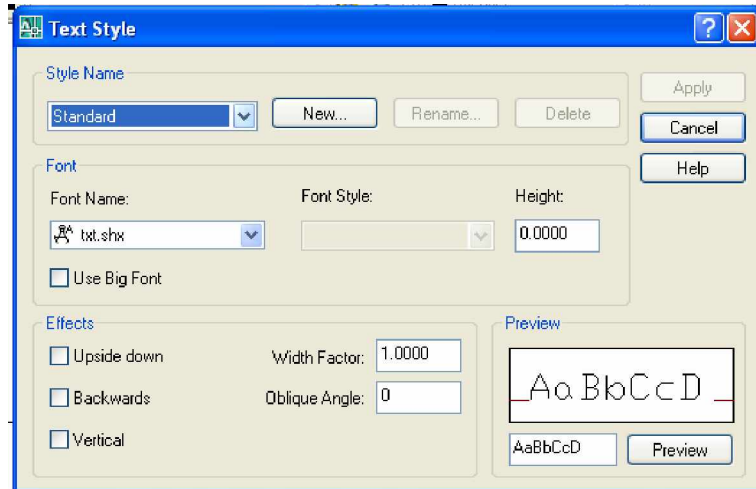 Text Style
Style Name
Standard
New...
Rename...
Delete
Apply
Cancel
Help
Font
Font Name:
Font Style:
Height:
txt.shx
0.0000
Use Big Font
Effects
Upside down
Backwards
Vertical
Width Factor:
1.0000
Oblique Angle:
0
Preview
AaBbCcD
AaBbCcD
Preview